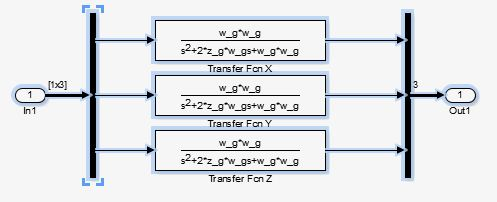 w_g*w_g
s2+2*z_g*w_gs+w_g*w_g
Transfer Fcn X
[1x3]
1
In1
w_g*w_g
s2+2*z_g*w_gs+w_g*w_g
Transfer Fcn Y
3
1
Out1
w_g*w_g
s2+2*z_g*w_gs+w_g*w_g
Transfer Fcn Z